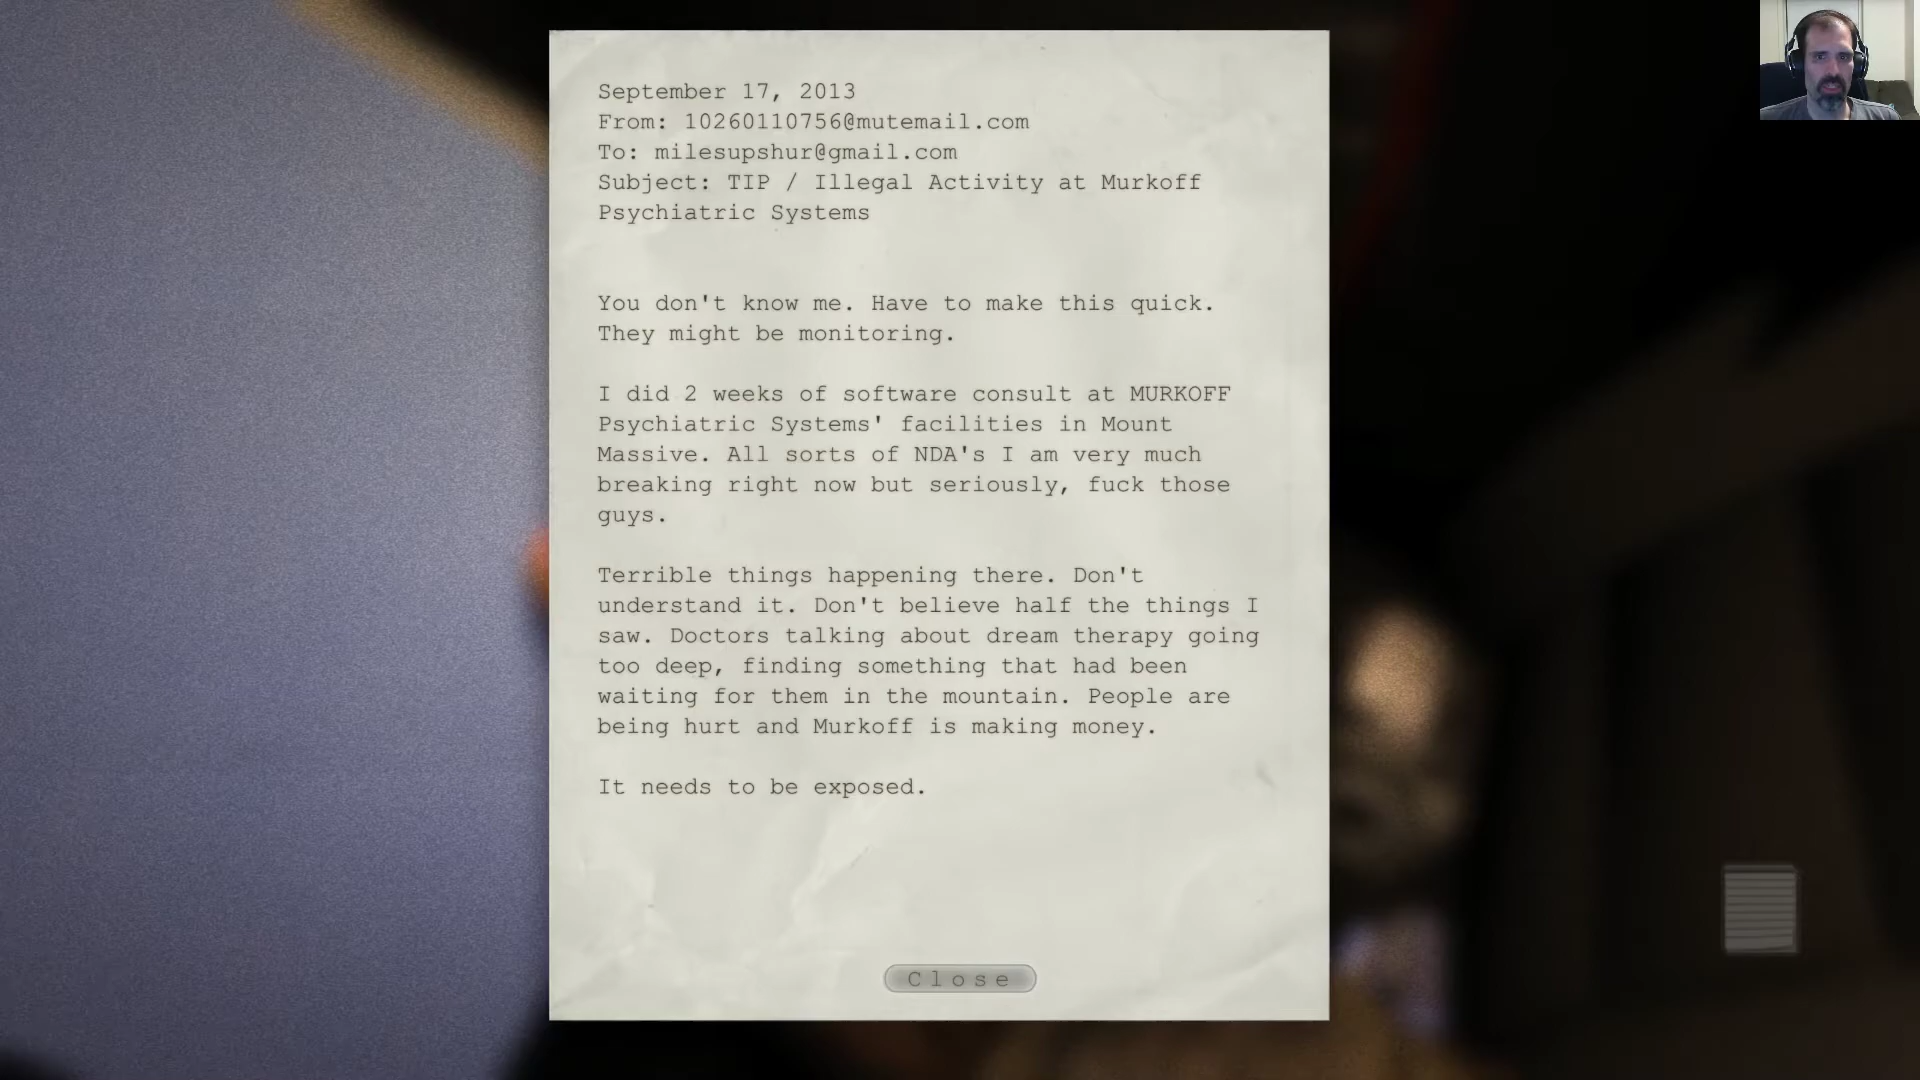 September 17, 2013
From: 10260110756@mutemail.com
To: milesupshur@gmail.com
Subject: TIP / Illegal Activity at Murkoff
Psychiatric Systems
You don't know me. Have to make this quick.
They might be monitoring.
I did 2 weeks of software consult at MURKOFF
Psychiatric Systems' facilities in Mount
Massive. All sorts of NDA's I am very much
breaking right now but seriously, fuck those
guys.
Terrible things happening there. Don't
understand it. Don't believe half the things I
saw. Doctors talking about dream therapy going
too deep, finding something that had been
waiting for them in the mountain. People are
being hurt and Murkoff is making money.
It needs to be exposed.
Close